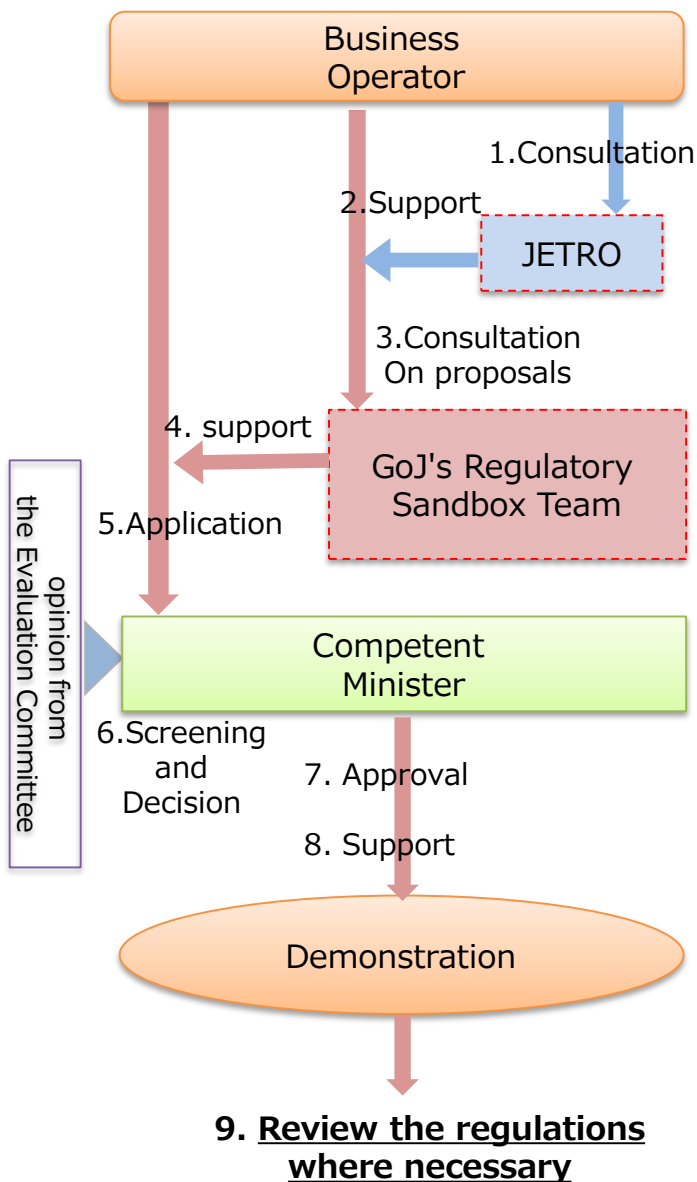 Business
Operator
1.Consultation
2.Support
JETRO
3.Consultation
On proposals
4. support
GoJ's Regulatory
Sandbox Team
5.Application
opinion from
the Evaluation Committee
Competent
Minister
6.Screening
and
Decision
7. Approval
8. Support
Demonstration
9. Review the regulations
where necessary